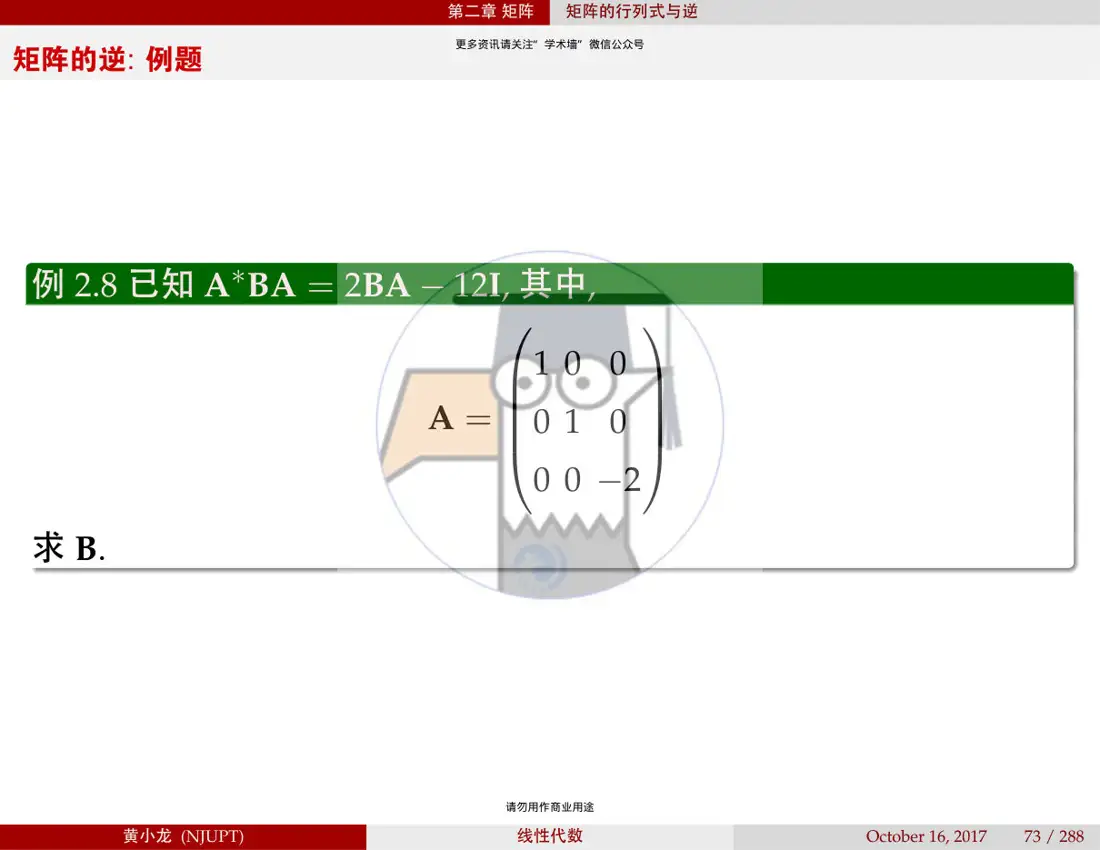 第二章 矩阵 矩阵的行列式与逆
更多资讯请关注“学术墙”微信公众号
矩阵的逆: 例题
例 2.8 已知 A*BA = 2BA − 12I, 其中,
A = 
1 0 0
0 1 0
0 0 −2
求 B.
请勿用作商业用途
黄小龙 (NJUPT) 线性代数 October 16, 2017 73 / 288